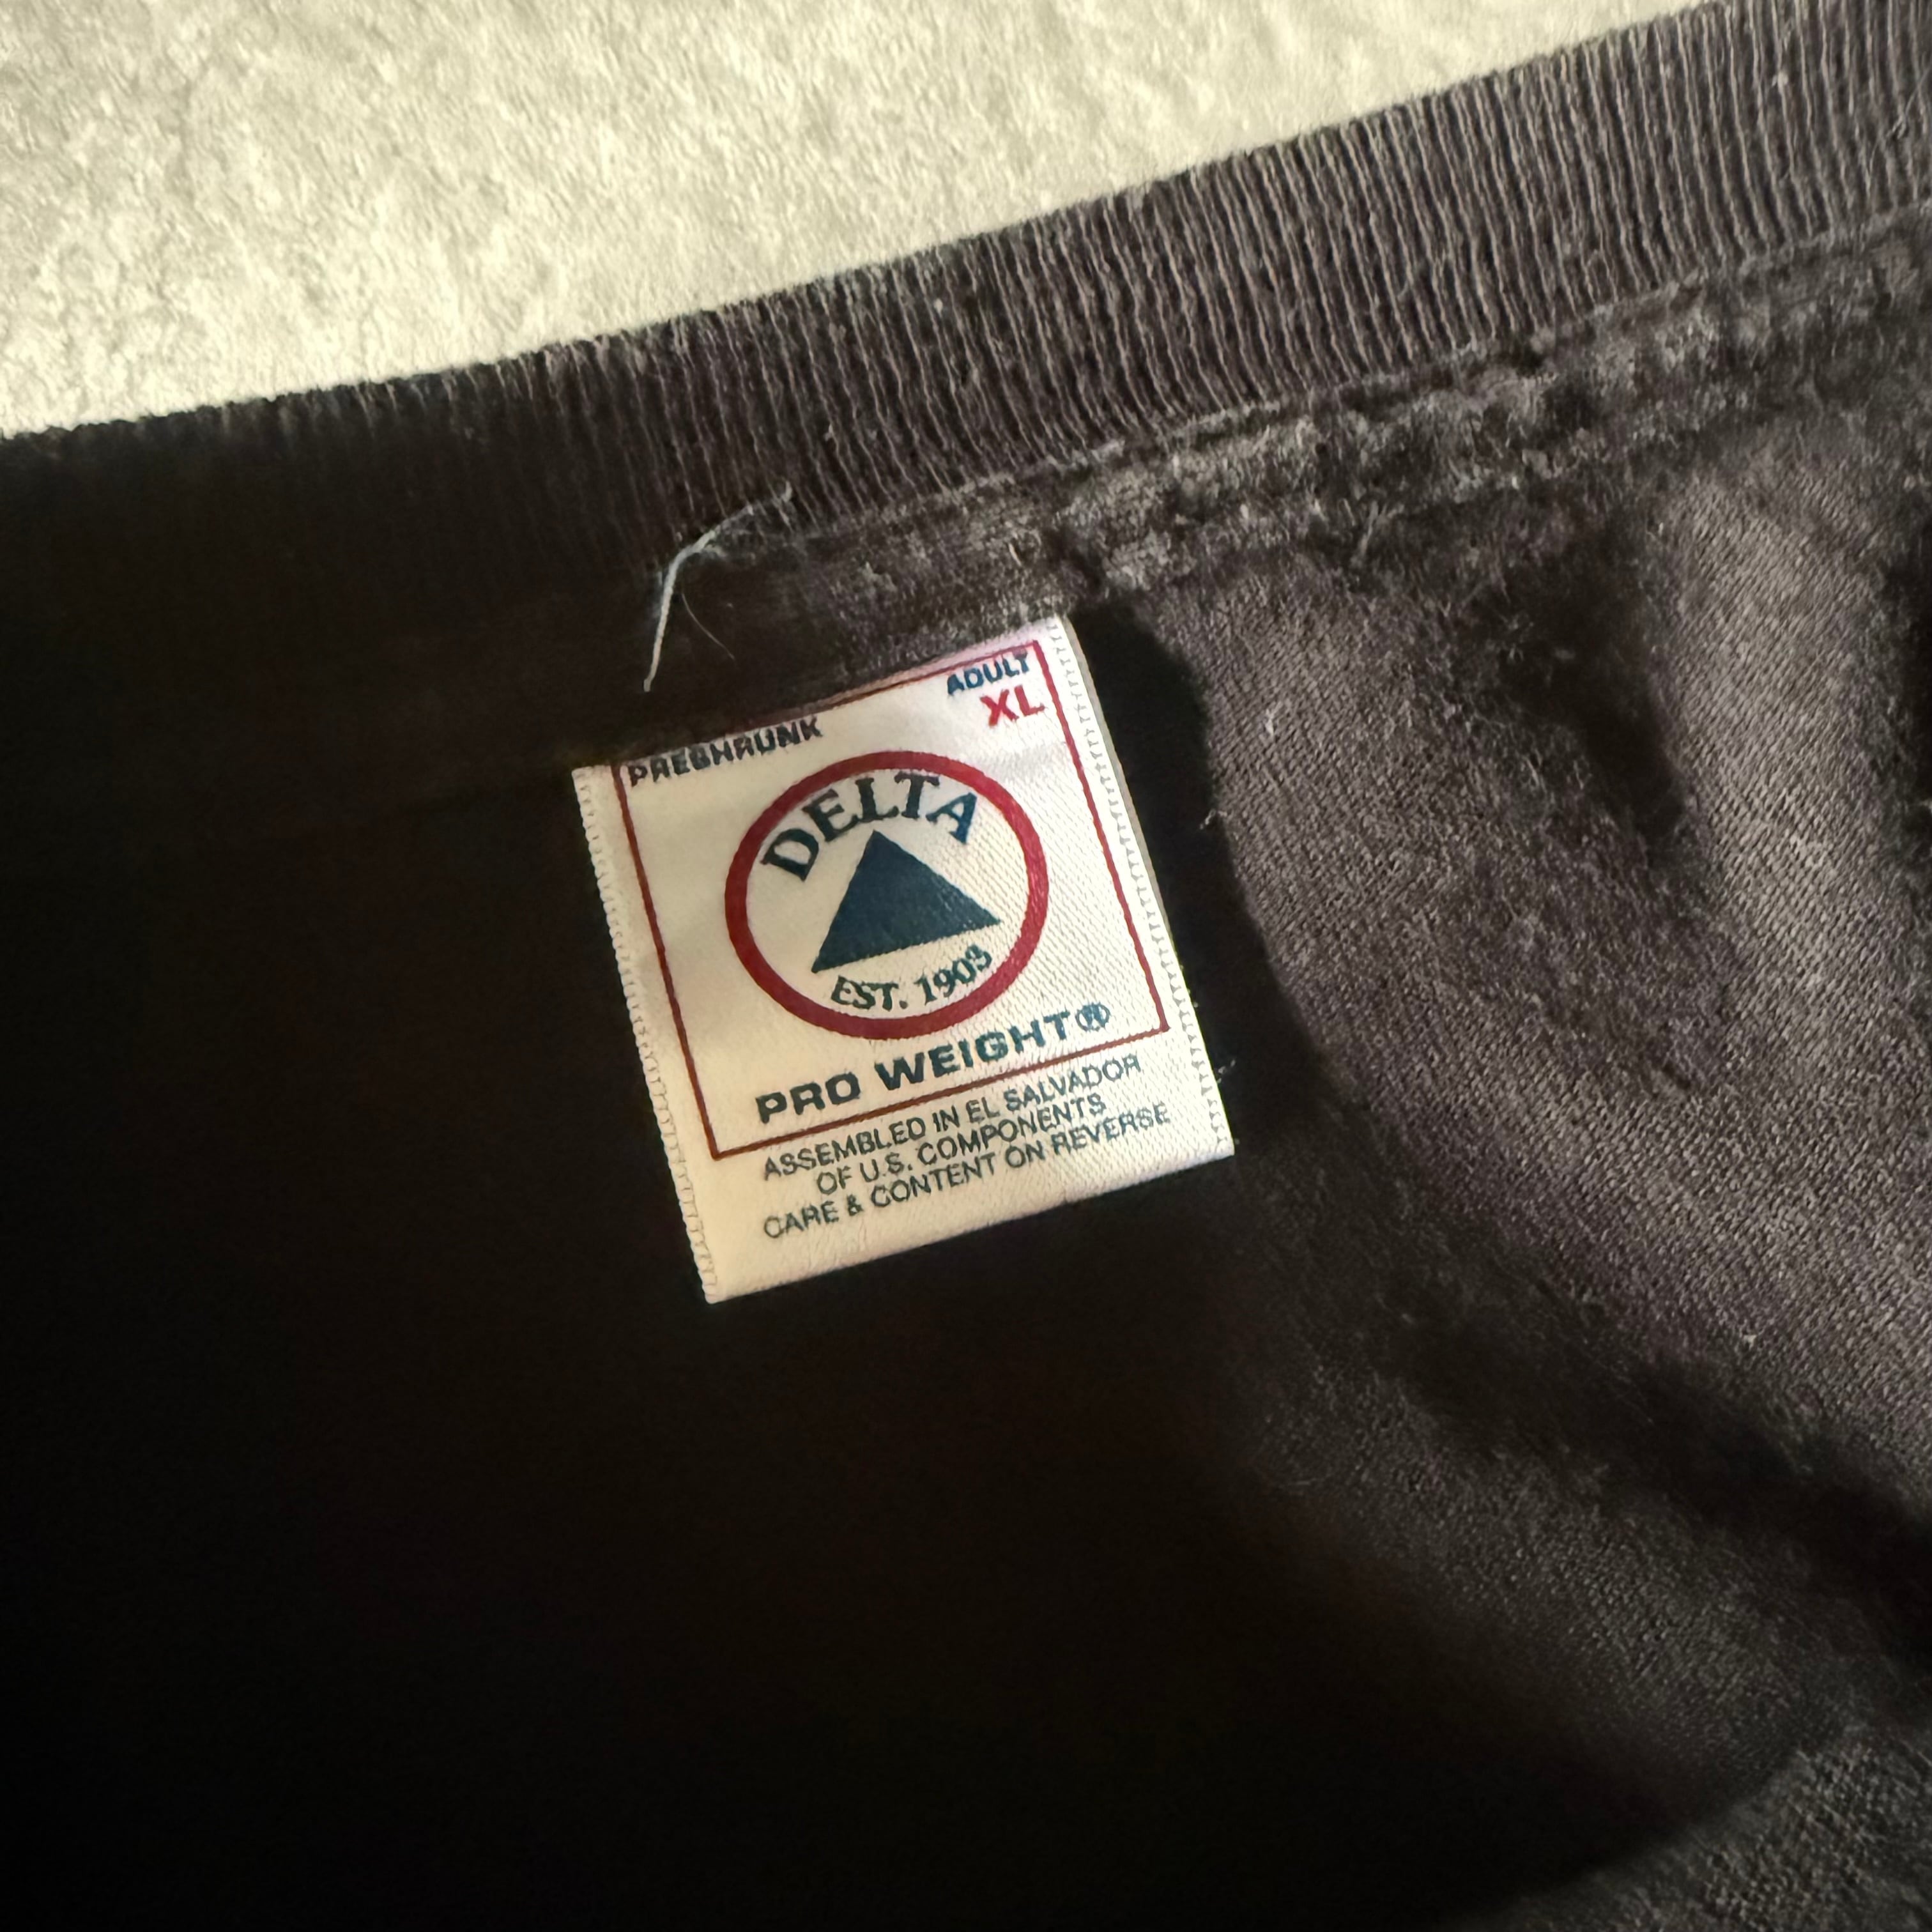 ADULT
XL
PRESHRUNK
DELTA
EST. 1903
PRO WEIGHT®
ASSEMBLED IN EL SALVADOR
OF U.S. COMPONENTS
CARE & CONTENT ON REVERSE